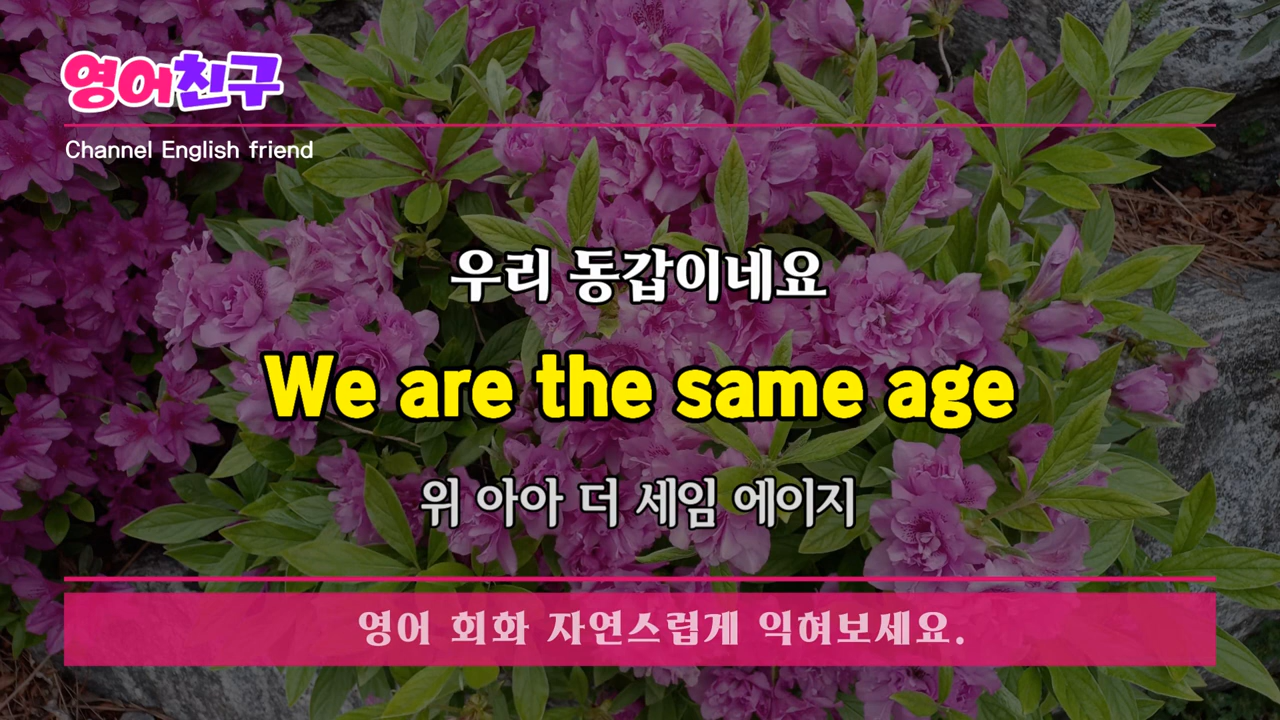 영어친구
Channel English friend
우리 동갑이네요
We are the same age
위 아아 더 세임 에이지
영어 회화 자연스럽게 익혀보세요.